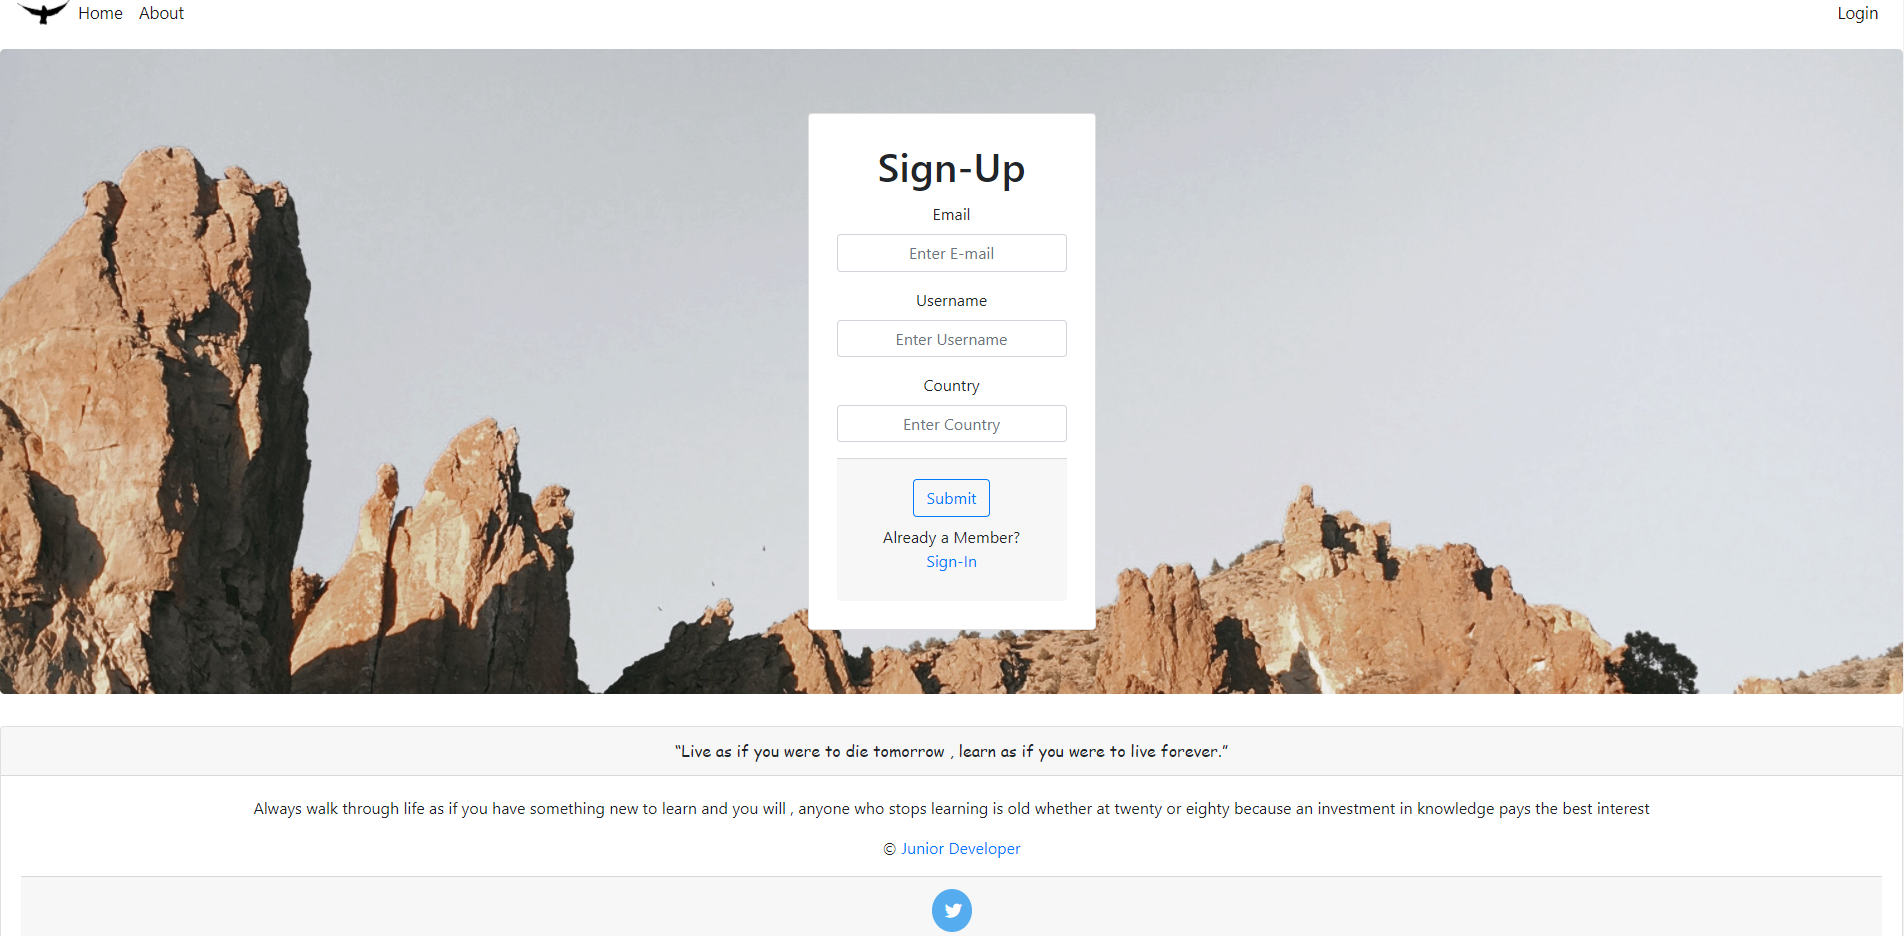 Home About Login
Sign-Up
Email
Enter E-mail
Username
Enter Username
Country
Enter Country
Submit
Already a Member?
Sign-In
“Live as if you were to die tomorrow , learn as if you were to live forever.”
Always walk through life as if you have something new to learn and you will , anyone who stops learning is old whether at twenty or eighty because an investment in knowledge pays the best interest
© Junior Developer